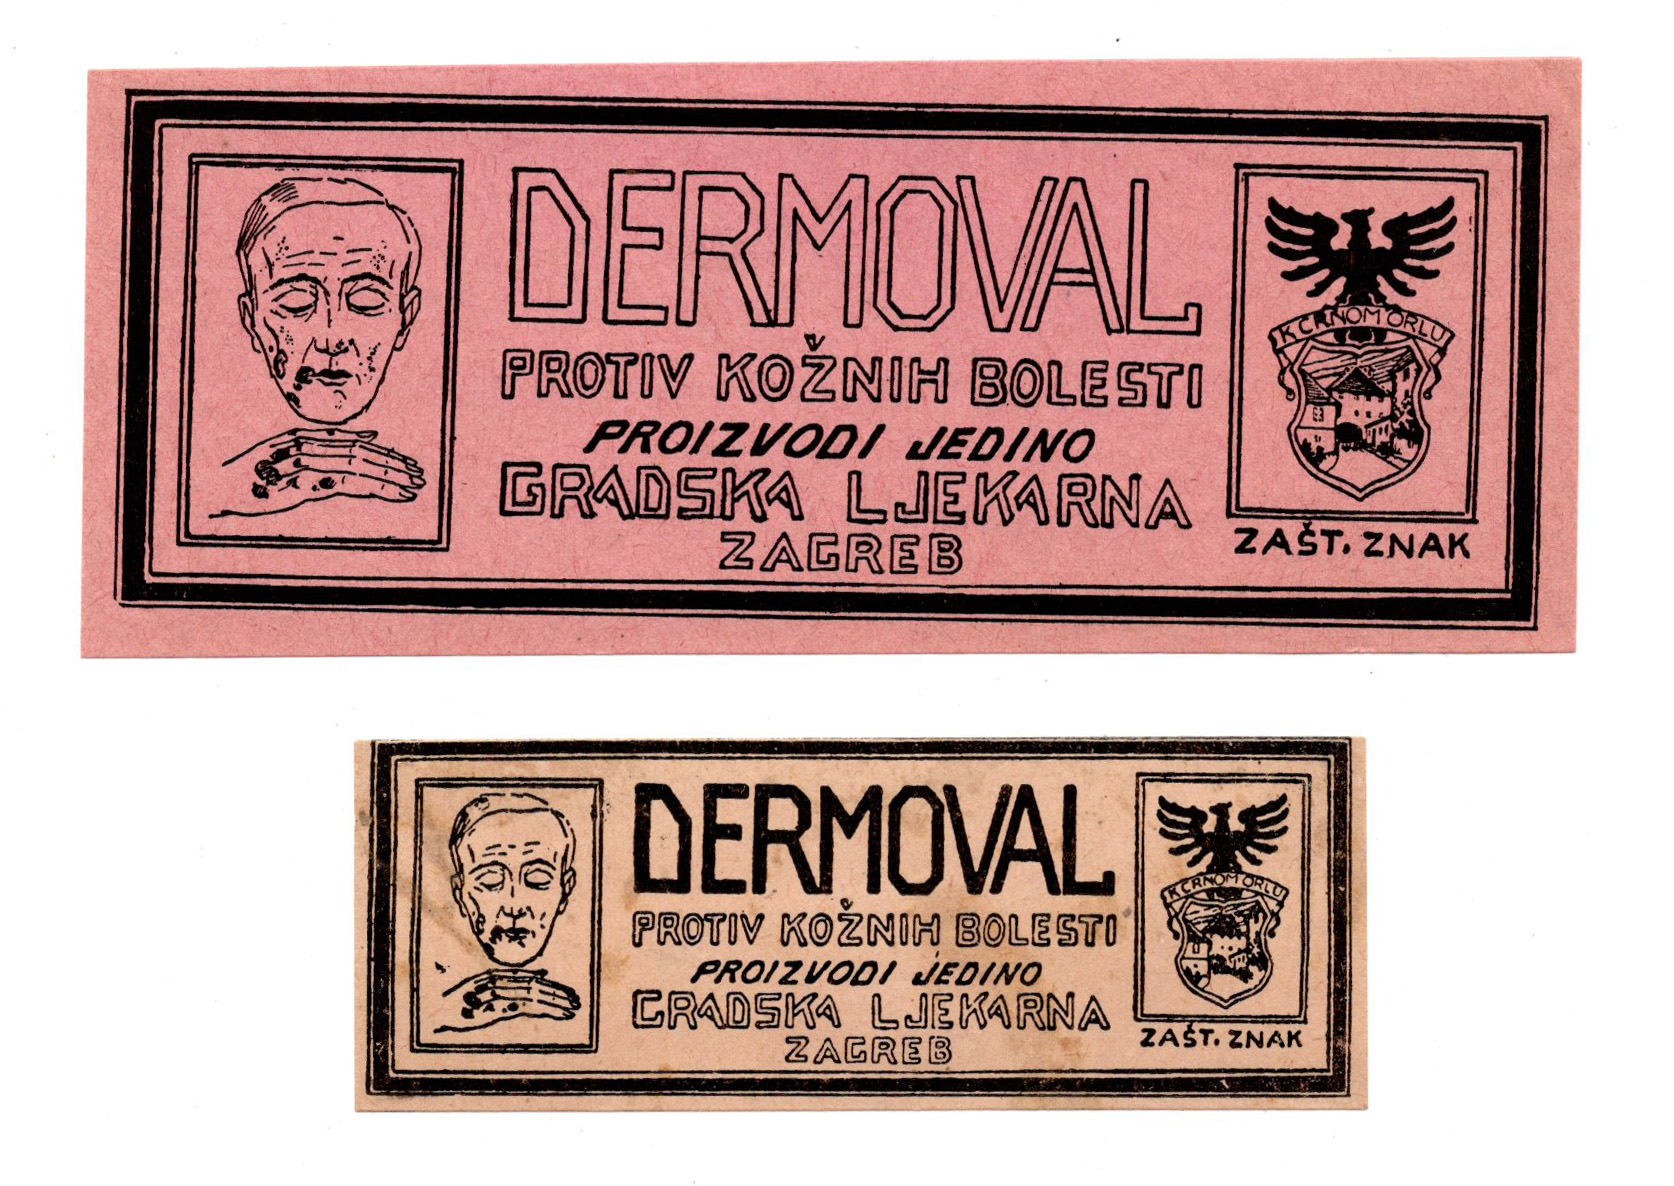 DERMOVAL
PROTIV KOŽNIH BOLESTI
PROIZVODI JEDINO
GRADSKA LJEKARNA
ZAGREB
K CRNOM ORLU
ZAŠT. ZNAK
DERMOVAL
PROTIV KOŽNIH BOLESTI
PROIZVODI JEDINO
GRADSKA LJEKARNA
ZAGREB
K CRNOM ORLU
ZAŠT. ZNAK